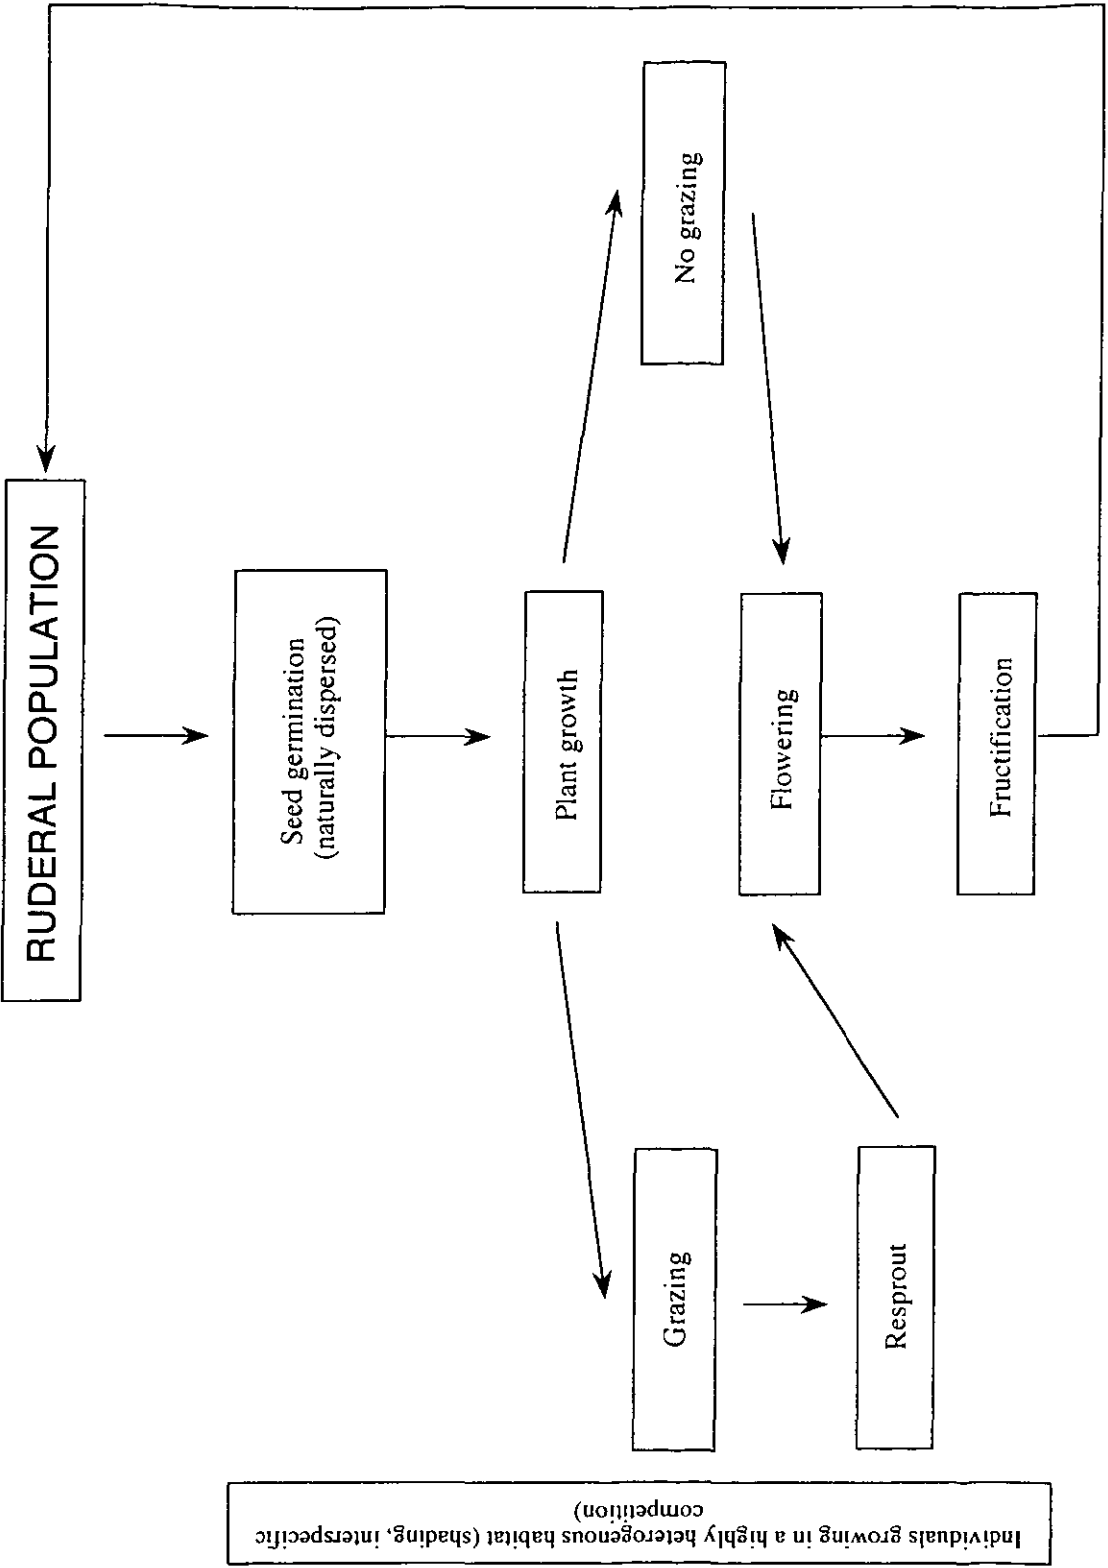 RUDERAL POPULATION
Seed germination
(naturally dispersed)
Plant growth
No grazing
Grazing
Flowering
Resprout
Fructification
Individuals growing in a highly heterogenous habitat (shading, interspecific
competition)